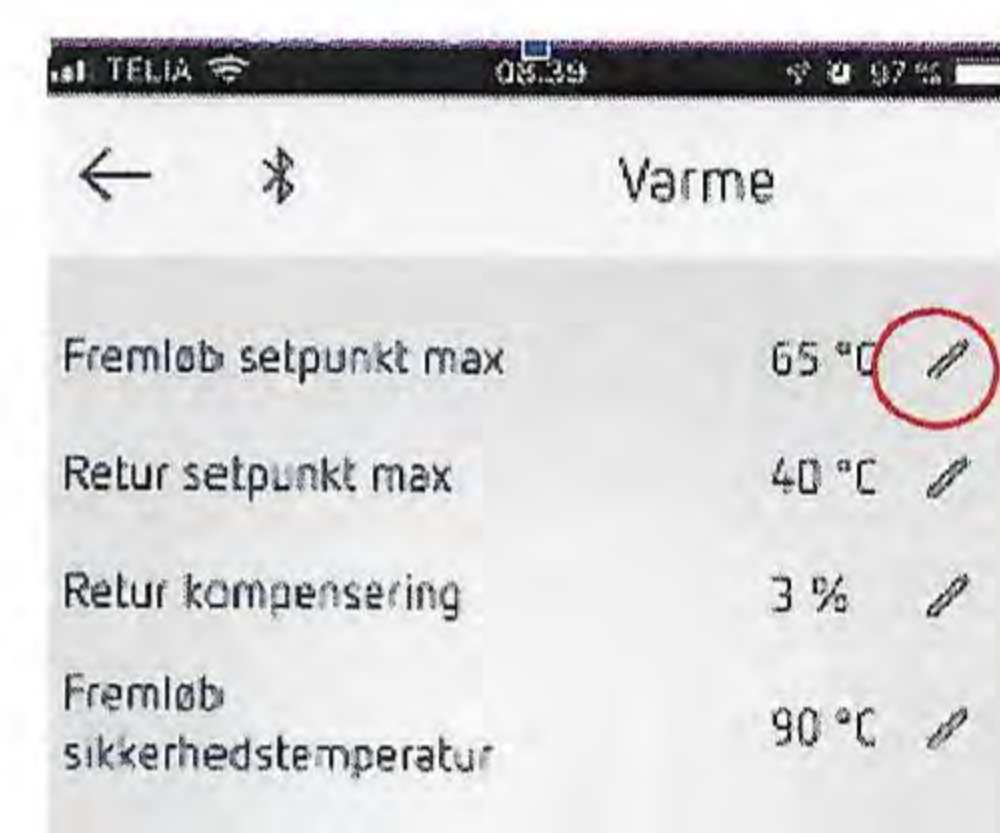 TELIA 08.39 97 %
Varme
Fremløb setpunkt max 65 °C
Retur setpunkt max 40 °C
Retur kompensering 3 %
Fremløb
sikkerhedstemperatur 90 °C